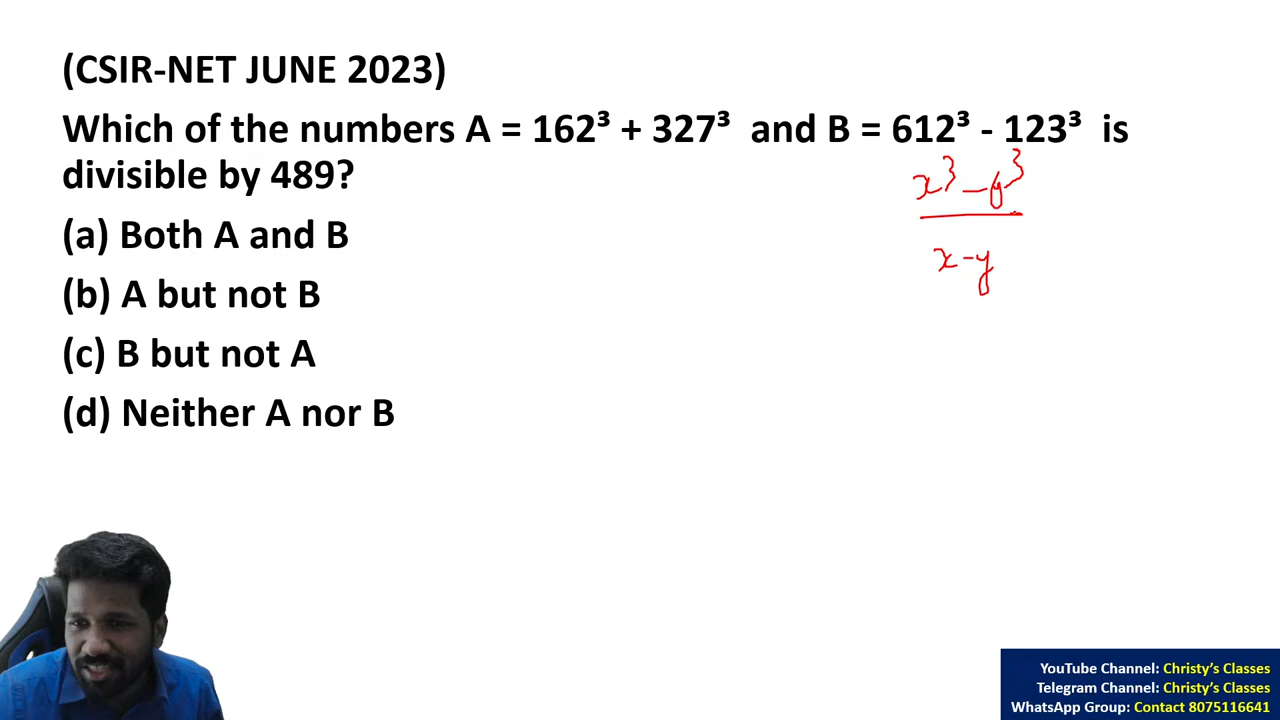 (CSIR-NET JUNE 2023)
Which of the numbers A = 162³ + 327³ and B = 612³ - 123³ is
divisible by 489?
x³ - y³
x - y
(a) Both A and B
(b) A but not B
(c) B but not A
(d) Neither A nor B
YouTube Channel: Christy's Classes
Telegram Channel: Christy's Classes
WhatsApp Group: Contact 8075116641